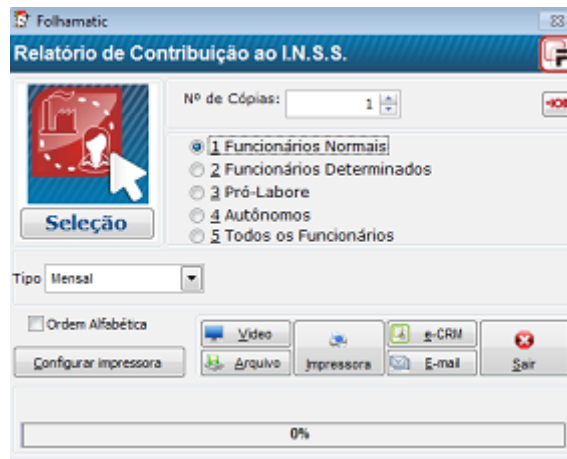 Folhamatic
Relatório de Contribuição ao I.N.S.S.
Nº de Cópias: 1
1 Funcionários Normais
2 Funcionários Determinados
3 Pró-Labore
4 Autônomos
5 Todos os Funcionários
Seleção
Tipo Mensal
Ordem Alfabética
Configurar impressora
Video
Arquivo
Impressora
e-CRM
E-mail
Sair
0%